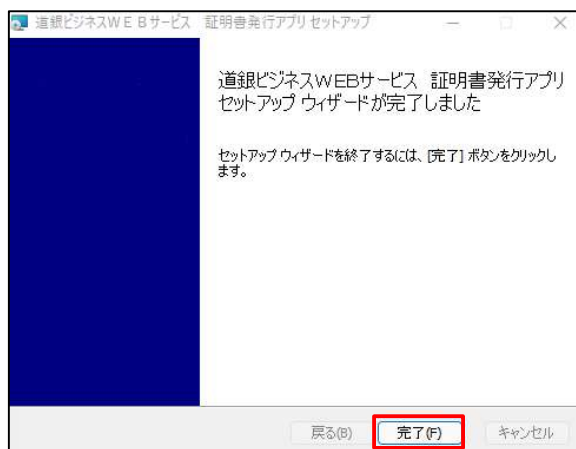 道銀ビジネスＷＥＢサービス　証明書発行アプリ セットアップ
道銀ビジネスＷＥＢサービス　証明書発行アプリ
セットアップ ウィザードが完了しました
セットアップ ウィザードを終了するには、[完了] ボタンをクリックし
ます。
戻る(B) 完了(F) キャンセル